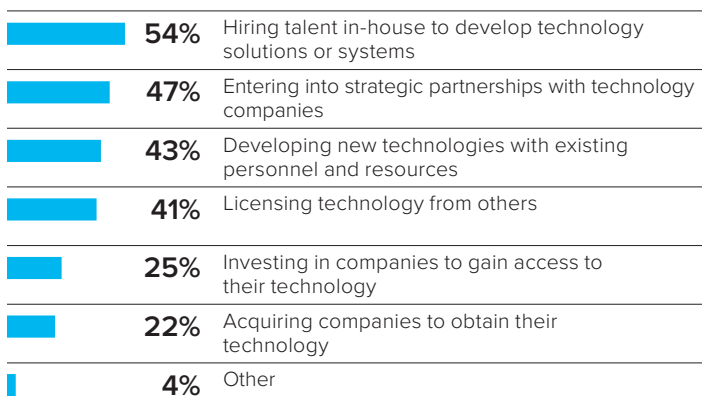 54% Hiring talent in-house to develop technology
solutions or systems
47% Entering into strategic partnerships with technology
companies
43% Developing new technologies with existing
personnel and resources
41% Licensing technology from others
25% Investing in companies to gain access to
their technology
22% Acquiring companies to obtain their
technology
4% Other